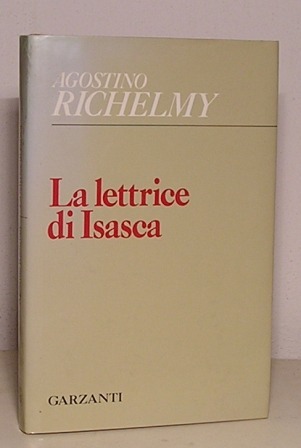 AGOSTINO
RICHELMY
La lettrice
di Isasca
GARZANTI